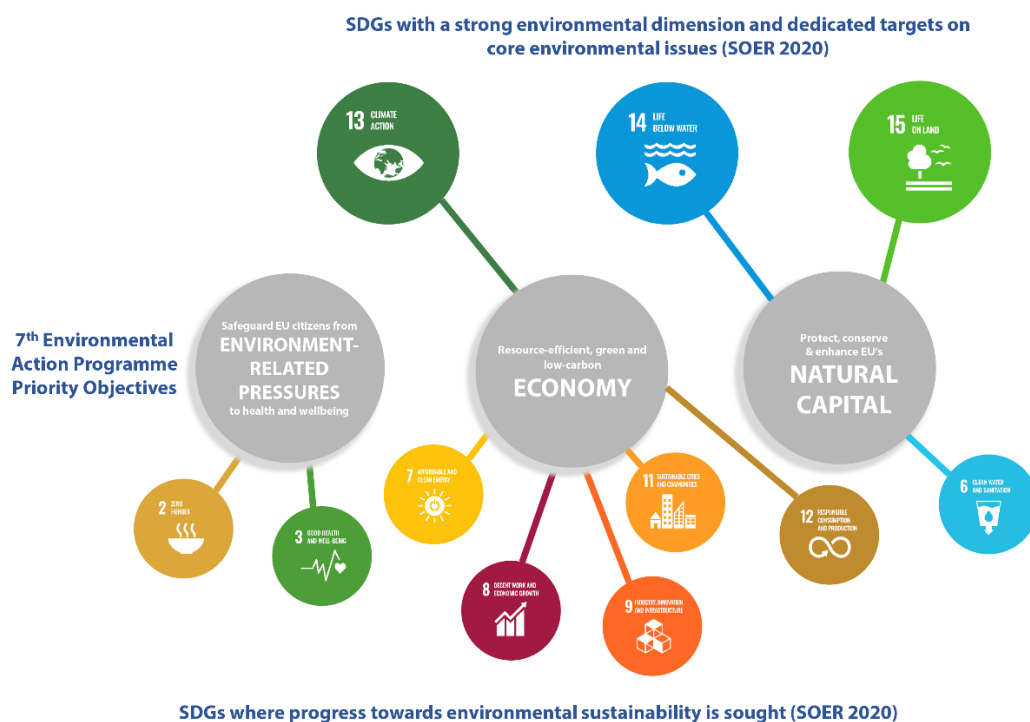 SDGs with a strong environmental dimension and dedicated targets on
core environmental issues (SOER 2020)
13 CLIMATE
ACTION
14 LIFE
BELOW WATER
15 LIFE
ON LAND
7th Environmental
Action Programme
Priority Objectives
Safeguard EU citizens from
ENVIRONMENT-
RELATED
PRESSURES
to health and wellbeing
Resource-efficient, green and
low-carbon
ECONOMY
Protect, conserve
& enhance EU's
NATURAL
CAPITAL
2 ZERO
HUNGER
3 GOOD HEALTH
AND WELL-BEING
7 AFFORDABLE AND
CLEAN ENERGY
8 DECENT WORK AND
ECONOMIC GROWTH
9 INDUSTRY, INNOVATION
AND INFRASTRUCTURE
11 SUSTAINABLE CITIES
AND COMMUNITIES
12 RESPONSIBLE
CONSUMPTION
AND PRODUCTION
6 CLEAN WATER
AND SANITATION
SDGs where progress towards environmental sustainability is sought (SOER 2020)